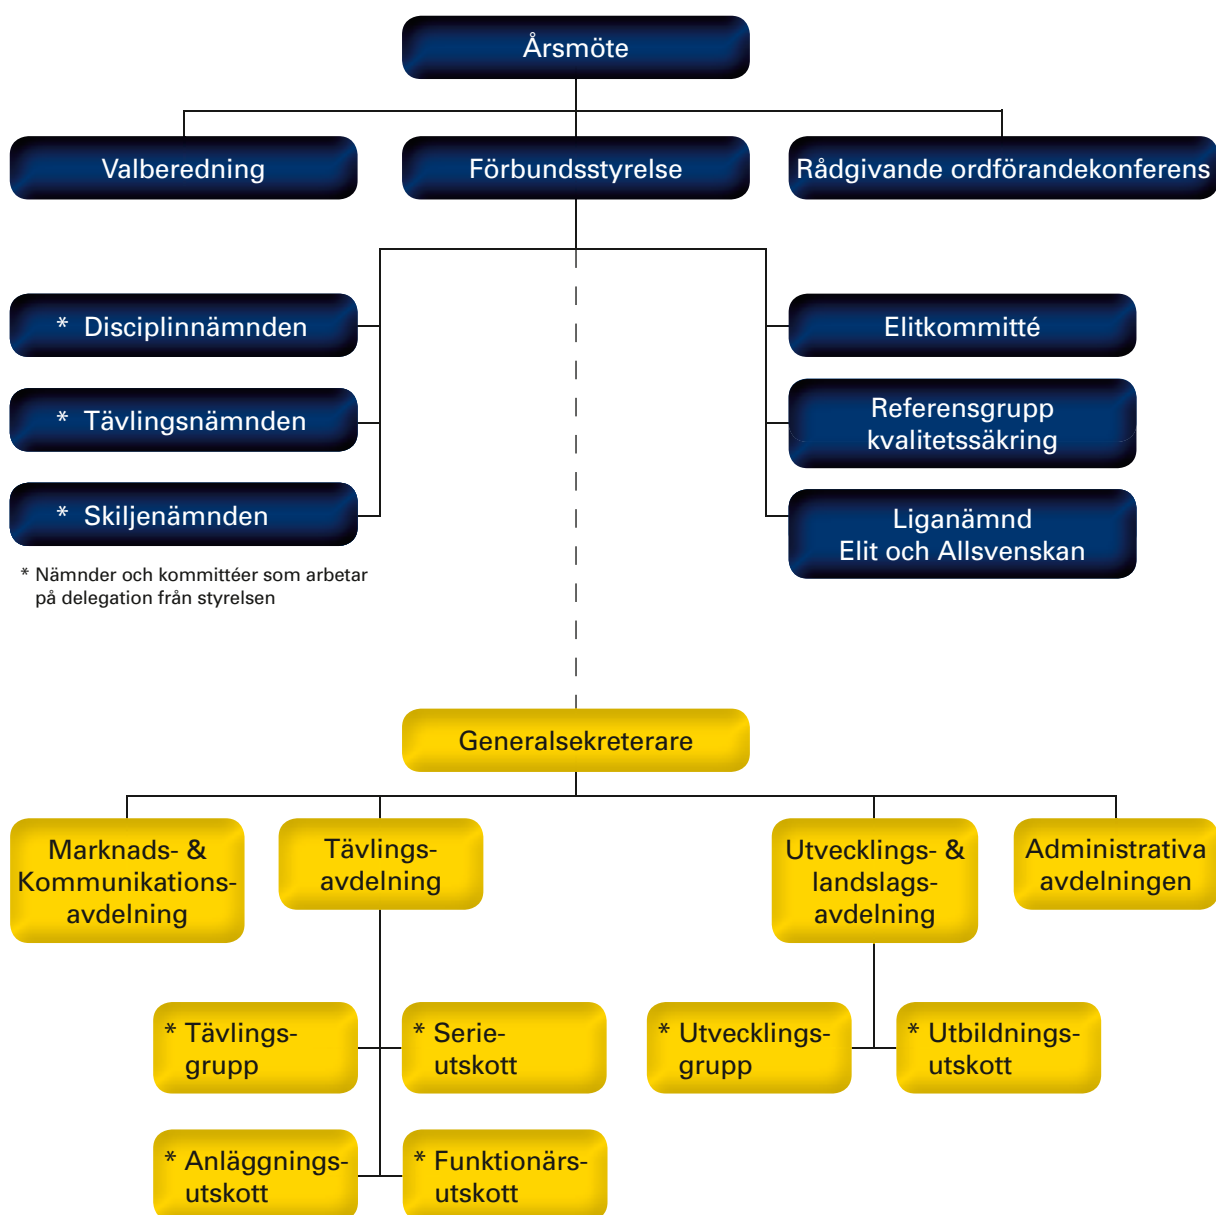 Årsmöte
Valberedning
Förbundsstyrelse
Rådgivande ordförandekonferens
* Disciplinnämnden
* Tävlingsnämnden
* Skiljenämnden
* Nämnder och kommittéer som arbetar
på delegation från styrelsen
Elitkommitté
Referensgrupp
kvalitetssäkring
Liganämnd
Elit och Allsvenskan
Generalsekreterare
Marknads- &
Kommunikations-
avdelning
Tävlings-
avdelning
Utvecklings- &
landslags-
avdelning
Administrativa
avdelningen
* Tävlings-
grupp
* Serie-
utskott
* Utvecklings-
grupp
* Utbildnings-
utskott
* Anläggnings-
utskott
* Funktionärs-
utskott